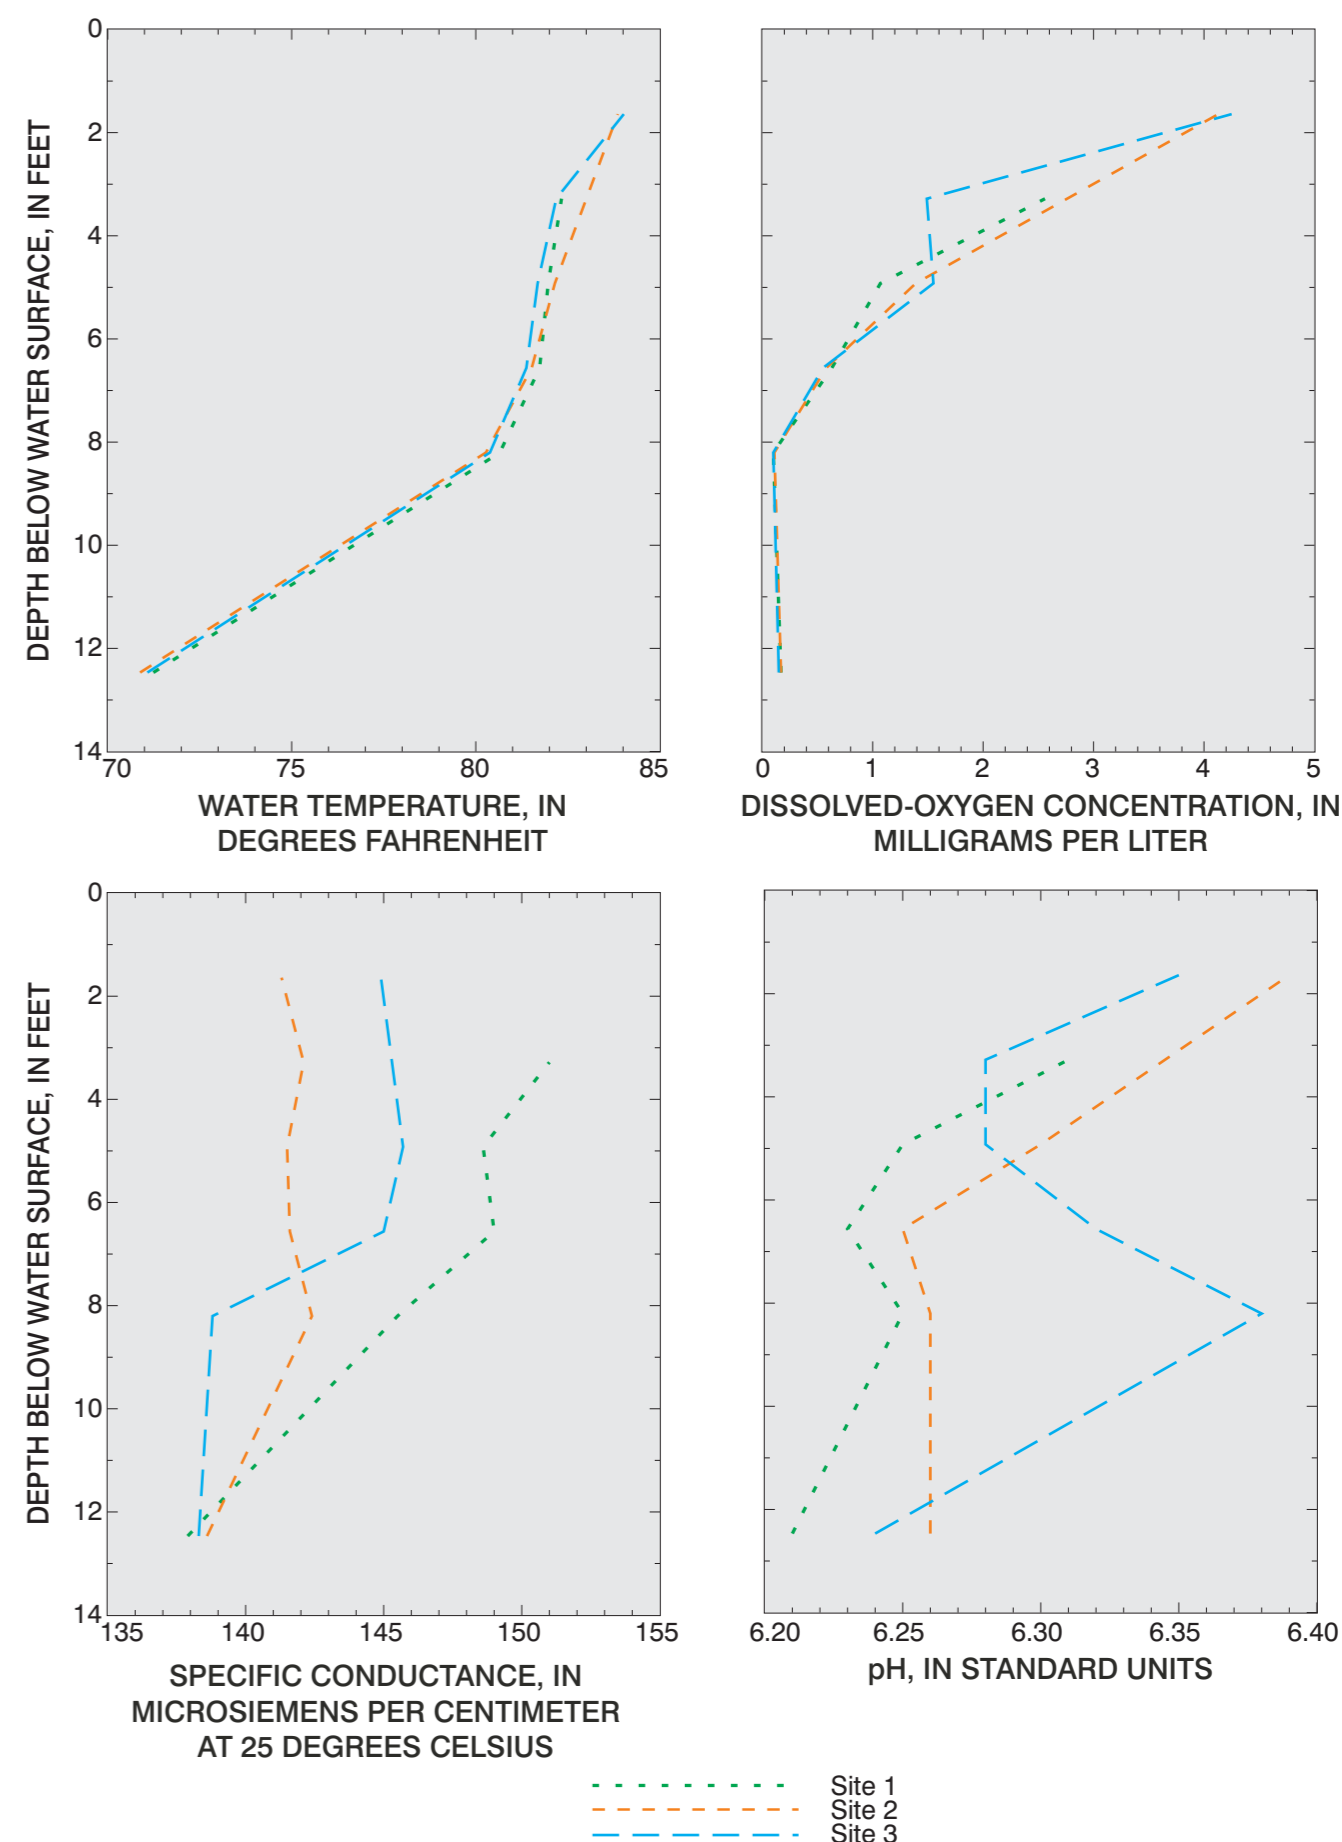 0
2
4
6
8
10
12
14
DEPTH BELOW WATER SURFACE, IN FEET
70 75 80 85
WATER TEMPERATURE, IN
DEGREES FAHRENHEIT
0 1 2 3 4 5
DISSOLVED-OXYGEN CONCENTRATION, IN
MILLIGRAMS PER LITER
0
2
4
6
8
10
12
14
DEPTH BELOW WATER SURFACE, IN FEET
135 140 145 150 155
SPECIFIC CONDUCTANCE, IN
MICROSIEMENS PER CENTIMETER
AT 25 DEGREES CELSIUS
6.20 6.25 6.30 6.35 6.40
pH, IN STANDARD UNITS
Site 1
Site 2
Site 3